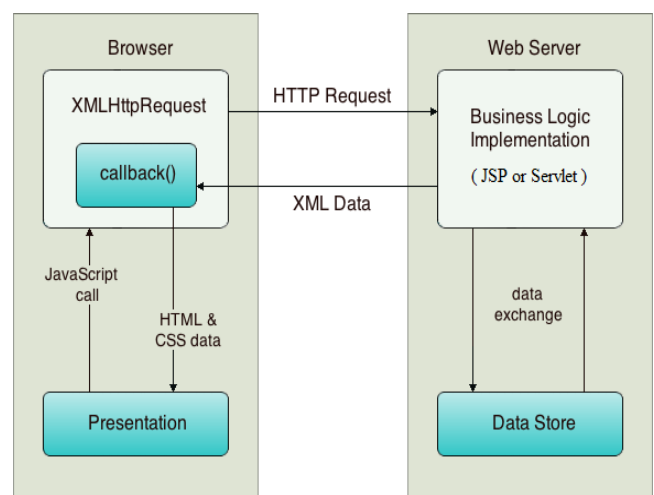 Browser
XMLHttpRequest
callback()
JavaScript
call
HTML &
CSS data
Presentation
HTTP Request
XML Data
Web Server
Business Logic
Implementation
( JSP or Servlet )
data
exchange
Data Store